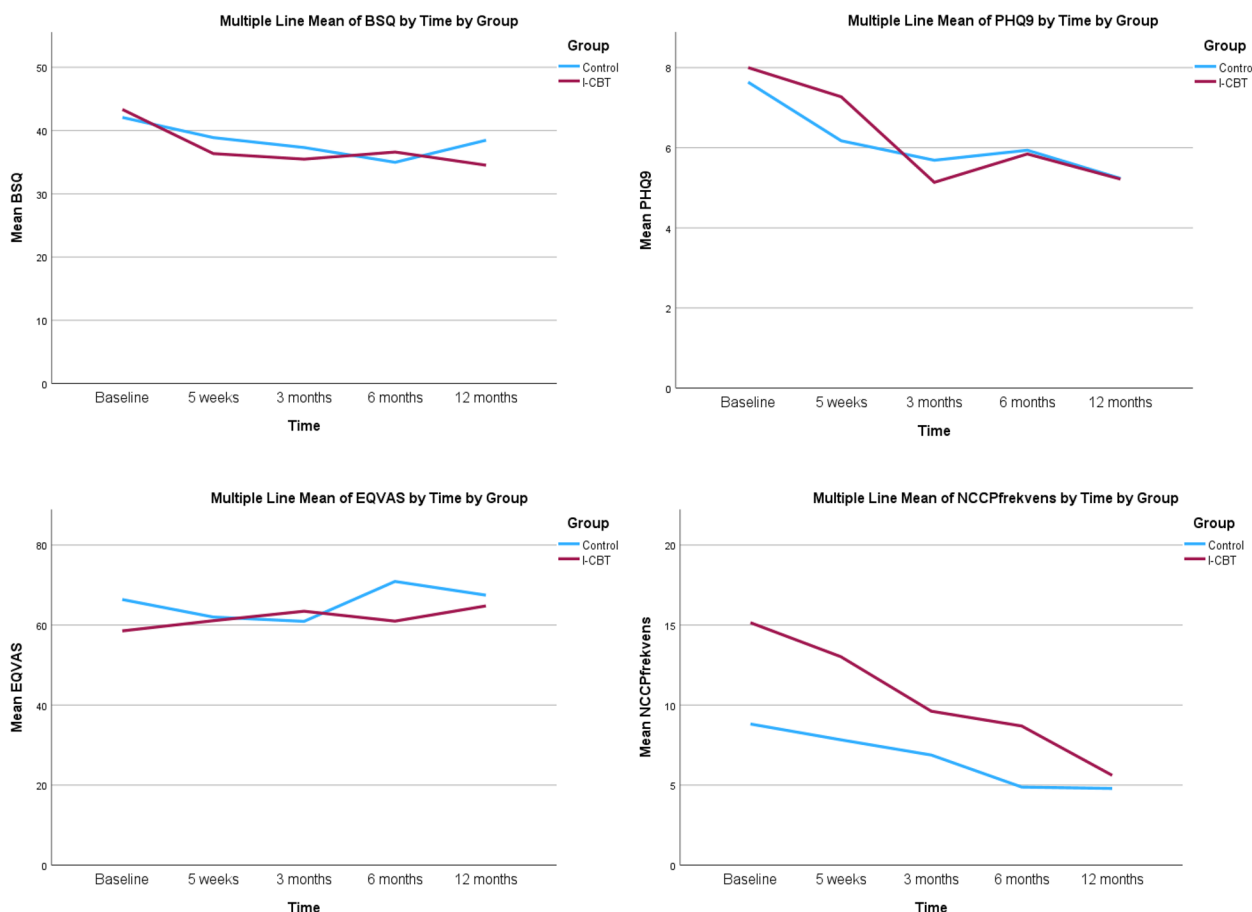 Multiple Line Mean of BSQ by Time by Group
Group
Control
I-CBT
Mean BSQ
50
40
30
20
10
0
Baseline 5 weeks 3 months 6 months 12 months
Time
Multiple Line Mean of PHQ9 by Time by Group
Group
Contro
I-CBT
Mean PHQ9
8
6
4
2
0
Baseline 5 weeks 3 months 6 months 12 months
Time
Multiple Line Mean of EQVAS by Time by Group
Group
Control
I-CBT
Mean EQVAS
80
60
40
20
0
Baseline 5 weeks 3 months 6 months 12 months
Time
Multiple Line Mean of NCCPfrekvens by Time by Group
Group
Control
I-CBT
Mean NCCPfrekvens
20
15
10
5
0
Baseline 5 weeks 3 months 6 months 12 months
Time